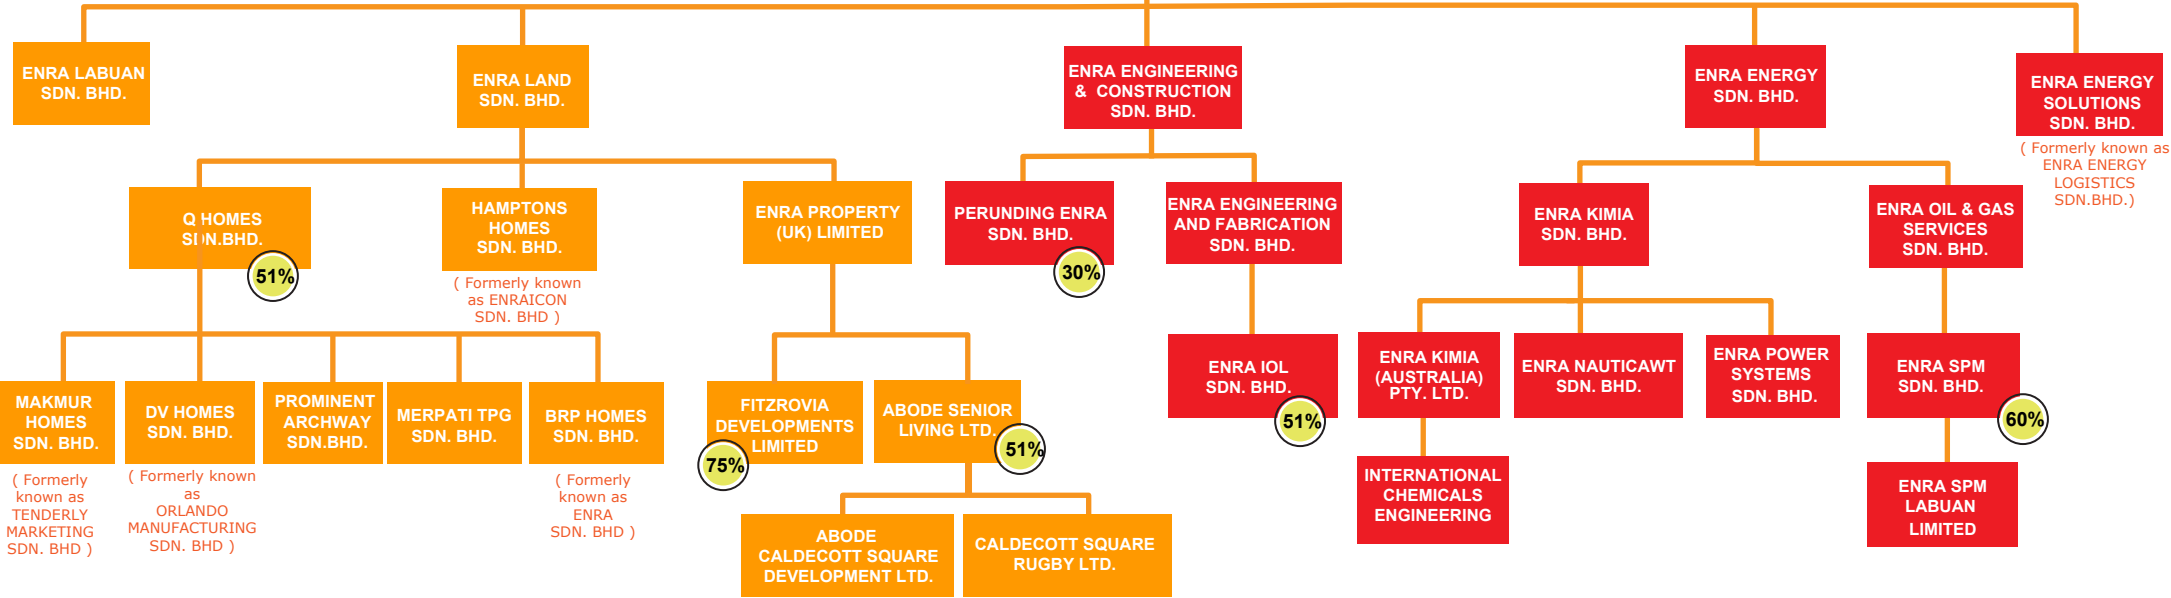 ENRA LABUAN
SDN. BHD.
ENRA LAND
SDN. BHD.
ENRA ENGINEERING
& CONSTRUCTION
SDN. BHD.
ENRA ENERGY
SDN. BHD.
ENRA ENERGY
SOLUTIONS
SDN. BHD.
( Formerly known as
ENRA ENERGY
LOGISTICS
SDN.BHD.)
Q HOMES
SDN.BHD.
51%
HAMPTONS
HOMES
SDN. BHD.
( Formerly known
as ENRAICON
SDN. BHD )
ENRA PROPERTY
(UK) LIMITED
PERUNDING ENRA
SDN. BHD.
30%
ENRA ENGINEERING
AND FABRICATION
SDN. BHD.
ENRA KIMIA
SDN. BHD.
ENRA OIL & GAS
SERVICES
SDN. BHD.
MAKMUR
HOMES
SDN. BHD.
( Formerly
known as
TENDERLY
MARKETING
SDN. BHD )
DV HOMES
SDN. BHD.
( Formerly known
as
ORLANDO
MANUFACTURING
SDN. BHD )
PROMINENT
ARCHWAY
SDN.BHD.
MERPATI TPG
SDN. BHD.
BRP HOMES
SDN. BHD.
( Formerly
known as
ENRA
SDN. BHD )
FITZROVIA
DEVELOPMENTS
LIMITED
75%
ABODE SENIOR
LIVING LTD.
51%
ENRA IOL
SDN. BHD.
51%
ENRA KIMIA
(AUSTRALIA)
PTY. LTD.
ENRA NAUTICAWT
SDN. BHD.
ENRA POWER
SYSTEMS
SDN. BHD.
ENRA SPM
SDN. BHD.
60%
ABODE
CALDECOTT SQUARE
DEVELOPMENT LTD.
CALDECOTT SQUARE
RUGBY LTD.
INTERNATIONAL
CHEMICALS
ENGINEERING
ENRA SPM
LABUAN
LIMITED